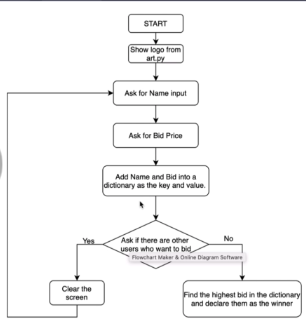 START
Show logo from
art.py
Ask for Name input
Ask for Bid Price
Add Name and Bid into a
dictionary as the key and value.
Ask if there are other
users who want to bid
Flowchart Maker & Online Diagram Software
Yes
No
Clear the
screen
Find the highest bid in the dictionary
and declare them as the winner